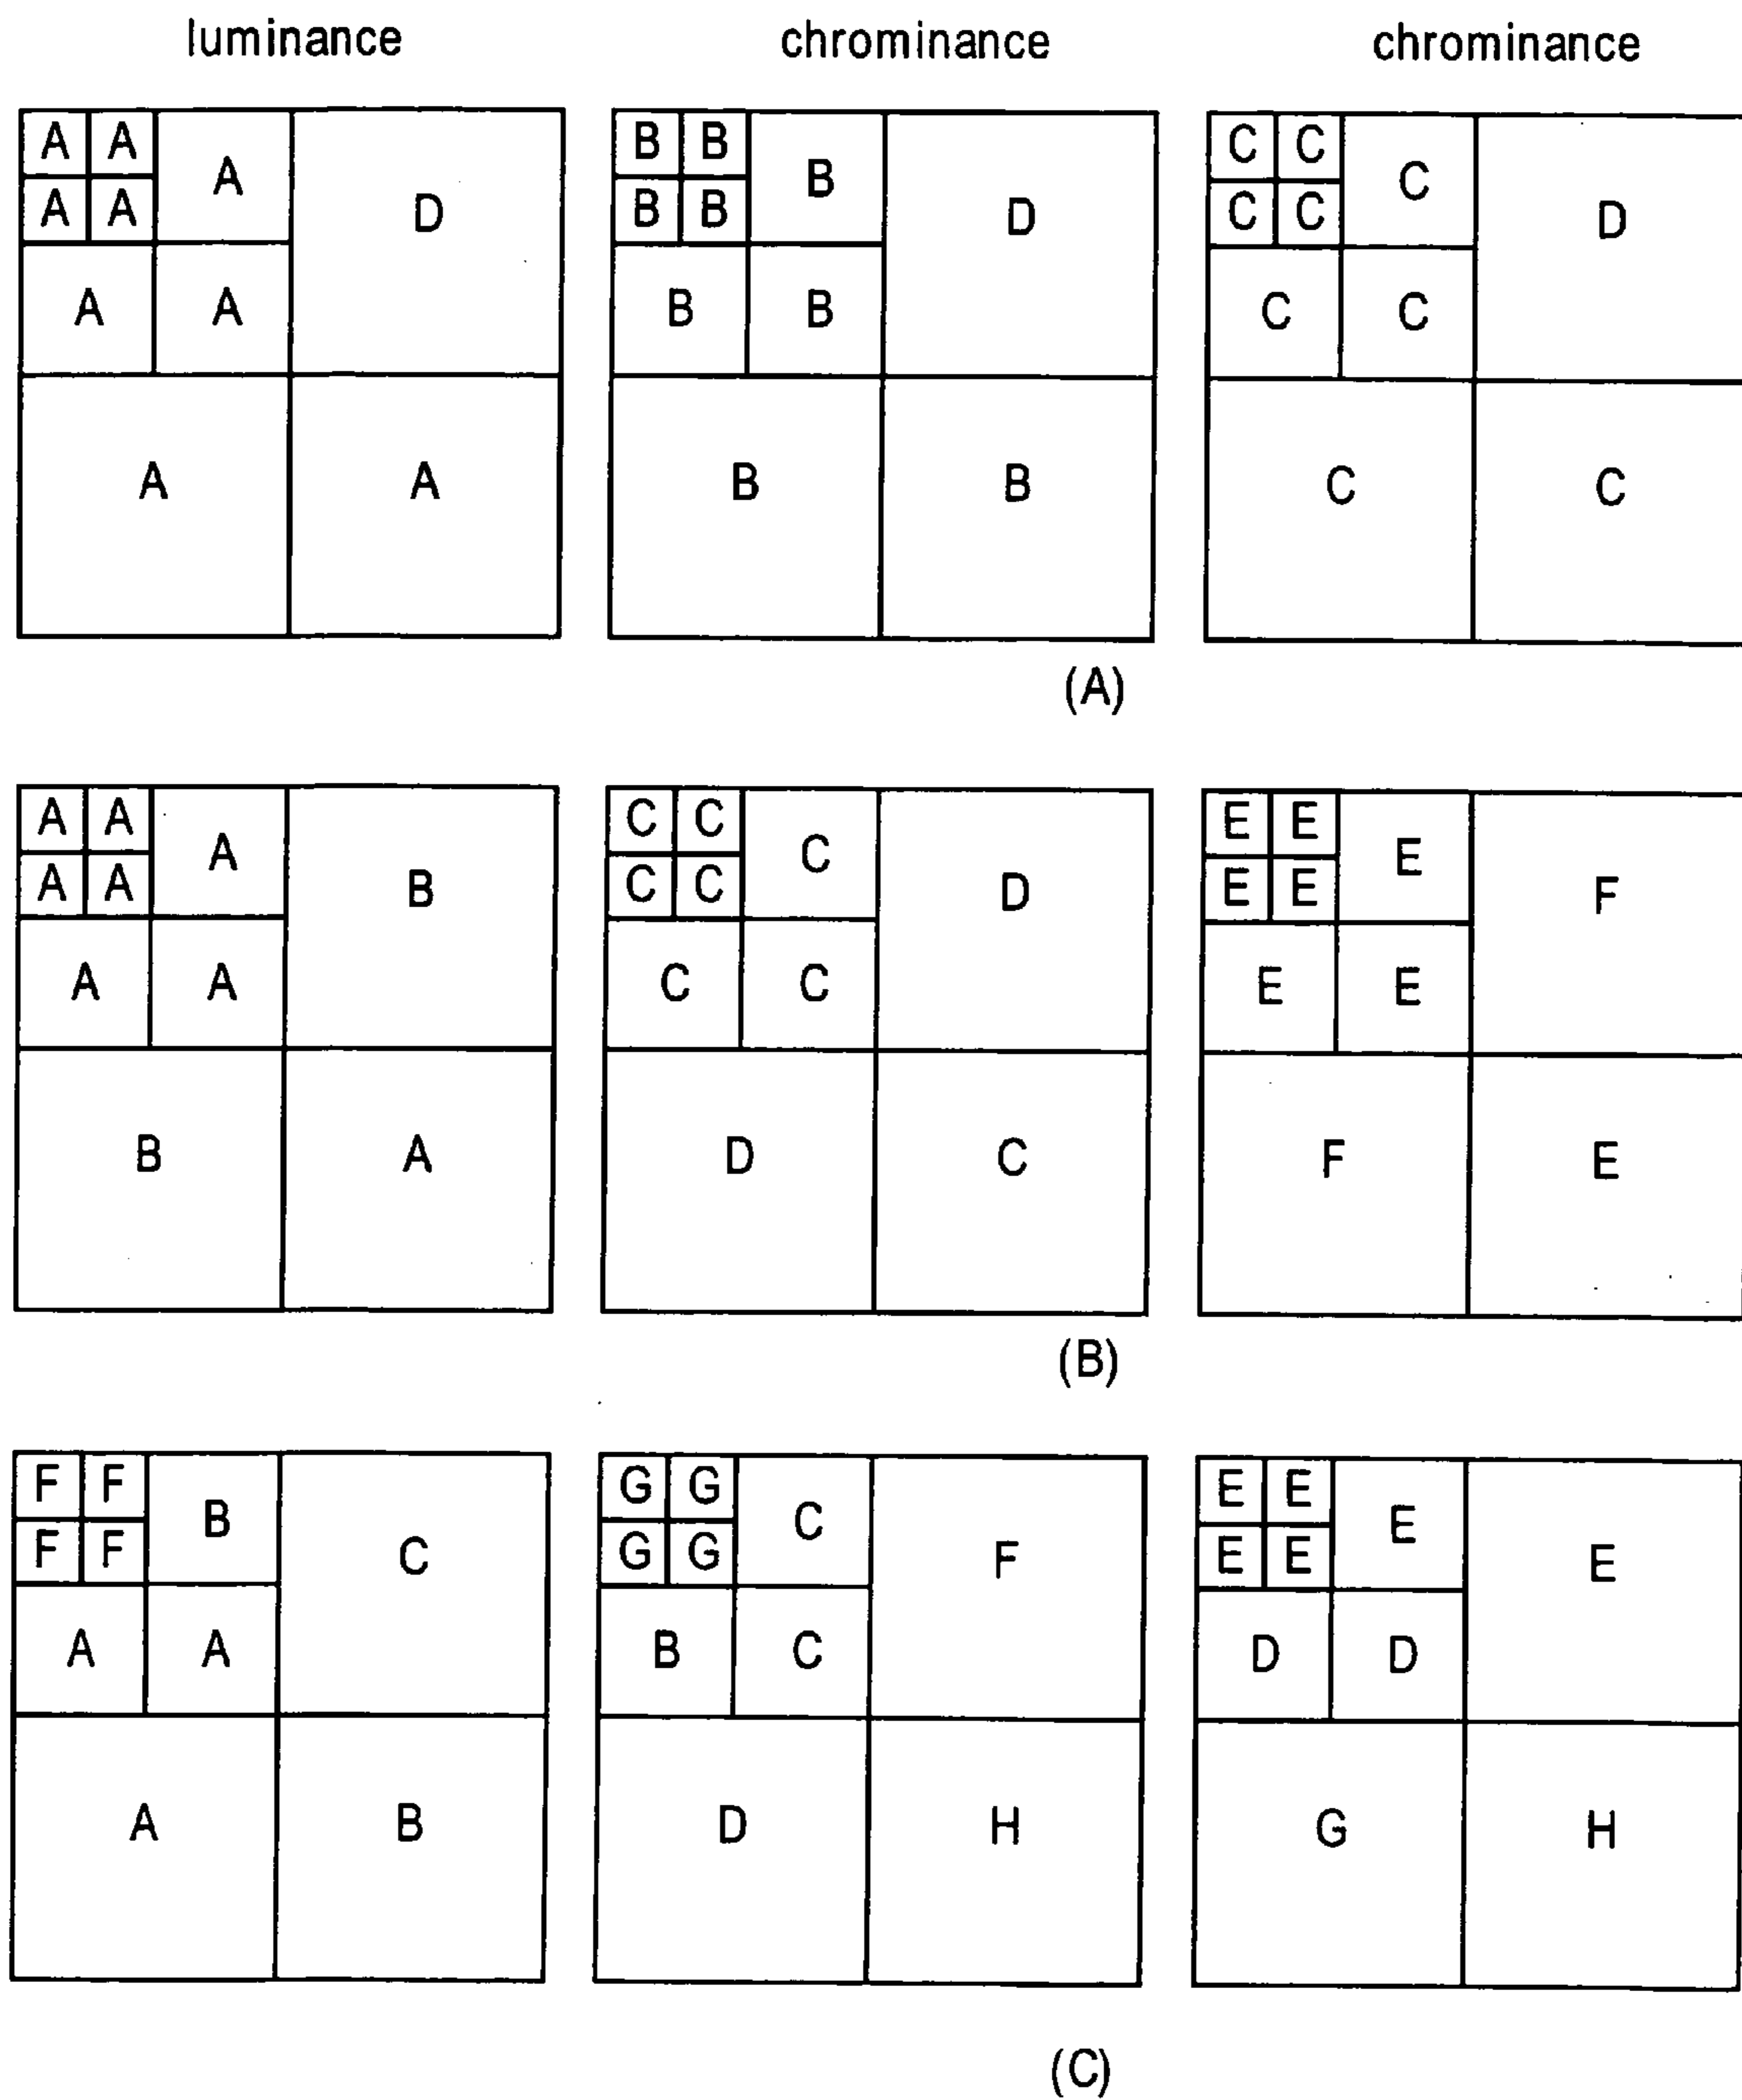 luminance chrominance chrominance
A A A D B B B D C C C D
A A B B C C
A A B B C C
A A B B C C
(A)
A A A B C C C D E E E F
A A C C E E
A A C C E E
B A D C F E
(B)
F F B C G G C F E E E E
F F G G E E
A A B C D D
A B D H G H
(C)